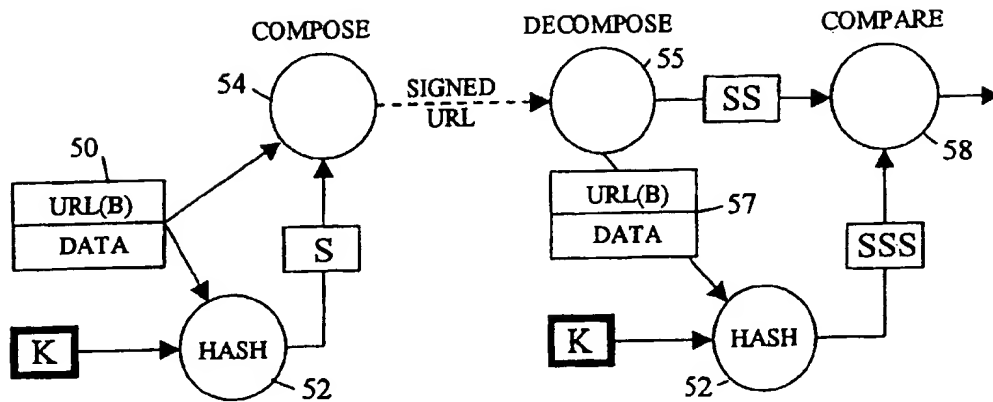 COMPOSE
DECOMPOSE
COMPARE
54
55
SIGNED
URL
SS
58
50
URL(B)
DATA
S
URL(B)
DATA
57
SSS
K
HASH
52
K
HASH
52